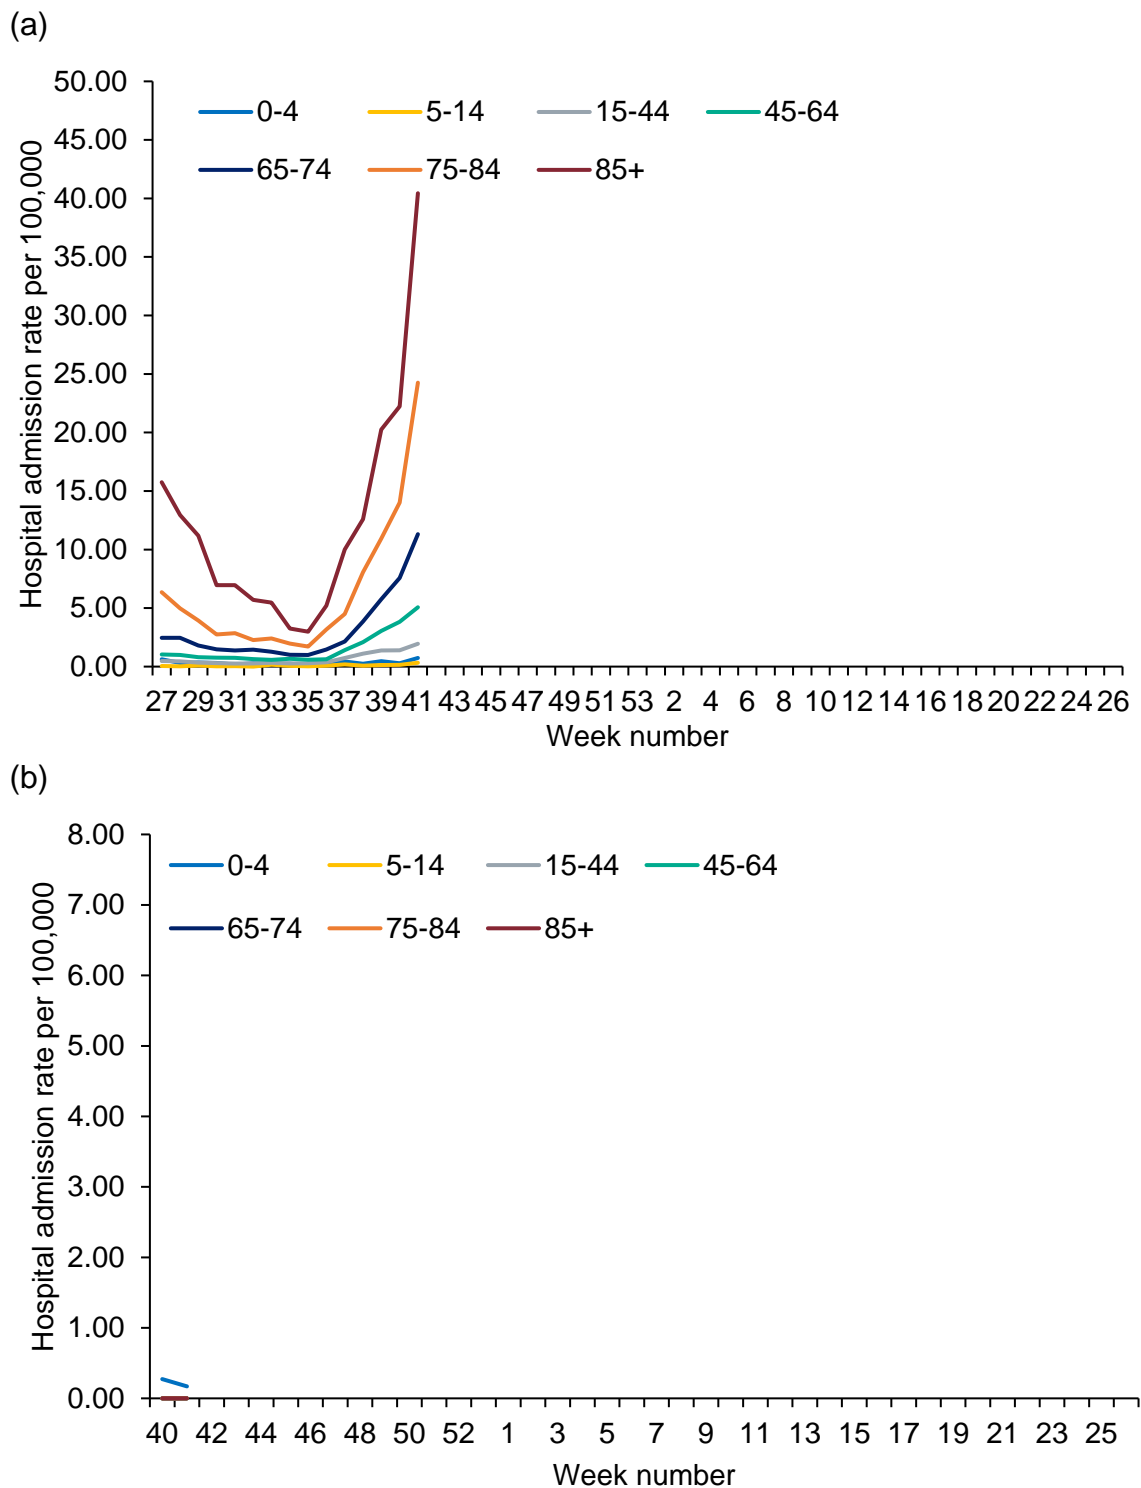 (a)
50.00
45.00
40.00
35.00
30.00
25.00
20.00
15.00
10.00
5.00
0.00
Hospital admission rate per 100,000
0-4 5-14 15-44 45-64
65-74 75-84 85+
27 29 31 33 35 37 39 41 43 45 47 49 51 53 2 4 6 8 10 12 14 16 18 20 22 24 26
Week number
(b)
8.00
7.00
6.00
5.00
4.00
3.00
2.00
1.00
0.00
Hospital admission rate per 100,000
0-4 5-14 15-44 45-64
65-74 75-84 85+
40 42 44 46 48 50 52 1 3 5 7 9 11 13 15 17 19 21 23 25
Week number